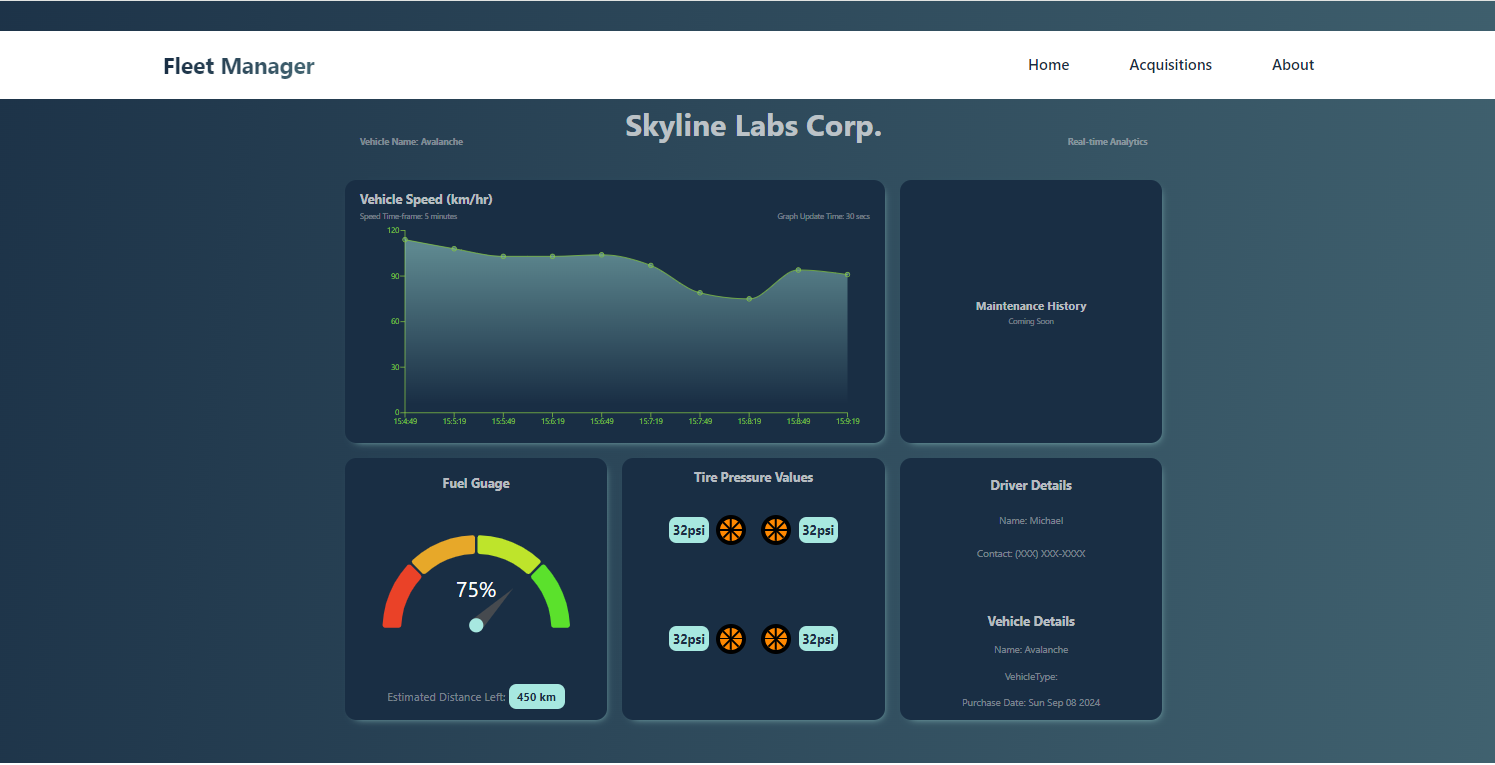 Fleet Manager
Home
Acquisitions
About
Skyline Labs Corp.
Vehicle Name: Avalanche
Real-time Analytics
Vehicle Speed (km/hr)
Speed Time-frame: 5 minutes
Graph Update Time: 30 secs
120
90
60
30
0
15:4:49 15:5:19 15:5:49 15:6:19 15:6:49 15:7:19 15:7:49 15:8:19 15:8:49 15:9:19
Maintenance History
Coming Soon
Fuel Guage
75%
Estimated Distance Left: 450 km
Tire Pressure Values
32psi 32psi
32psi 32psi
Driver Details
Name: Michael
Contact: (XXX) XXX-XXXX
Vehicle Details
Name: Avalanche
VehicleType:
Purchase Date: Sun Sep 08 2024